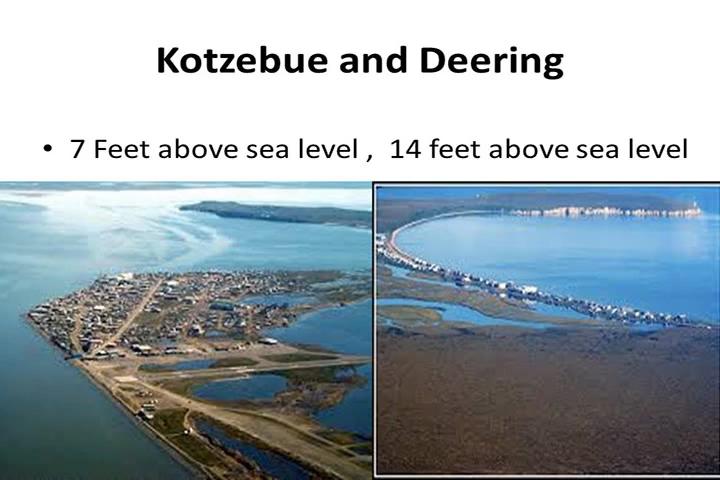 Kotzebue and Deering
• 7 Feet above sea level , 14 feet above sea level